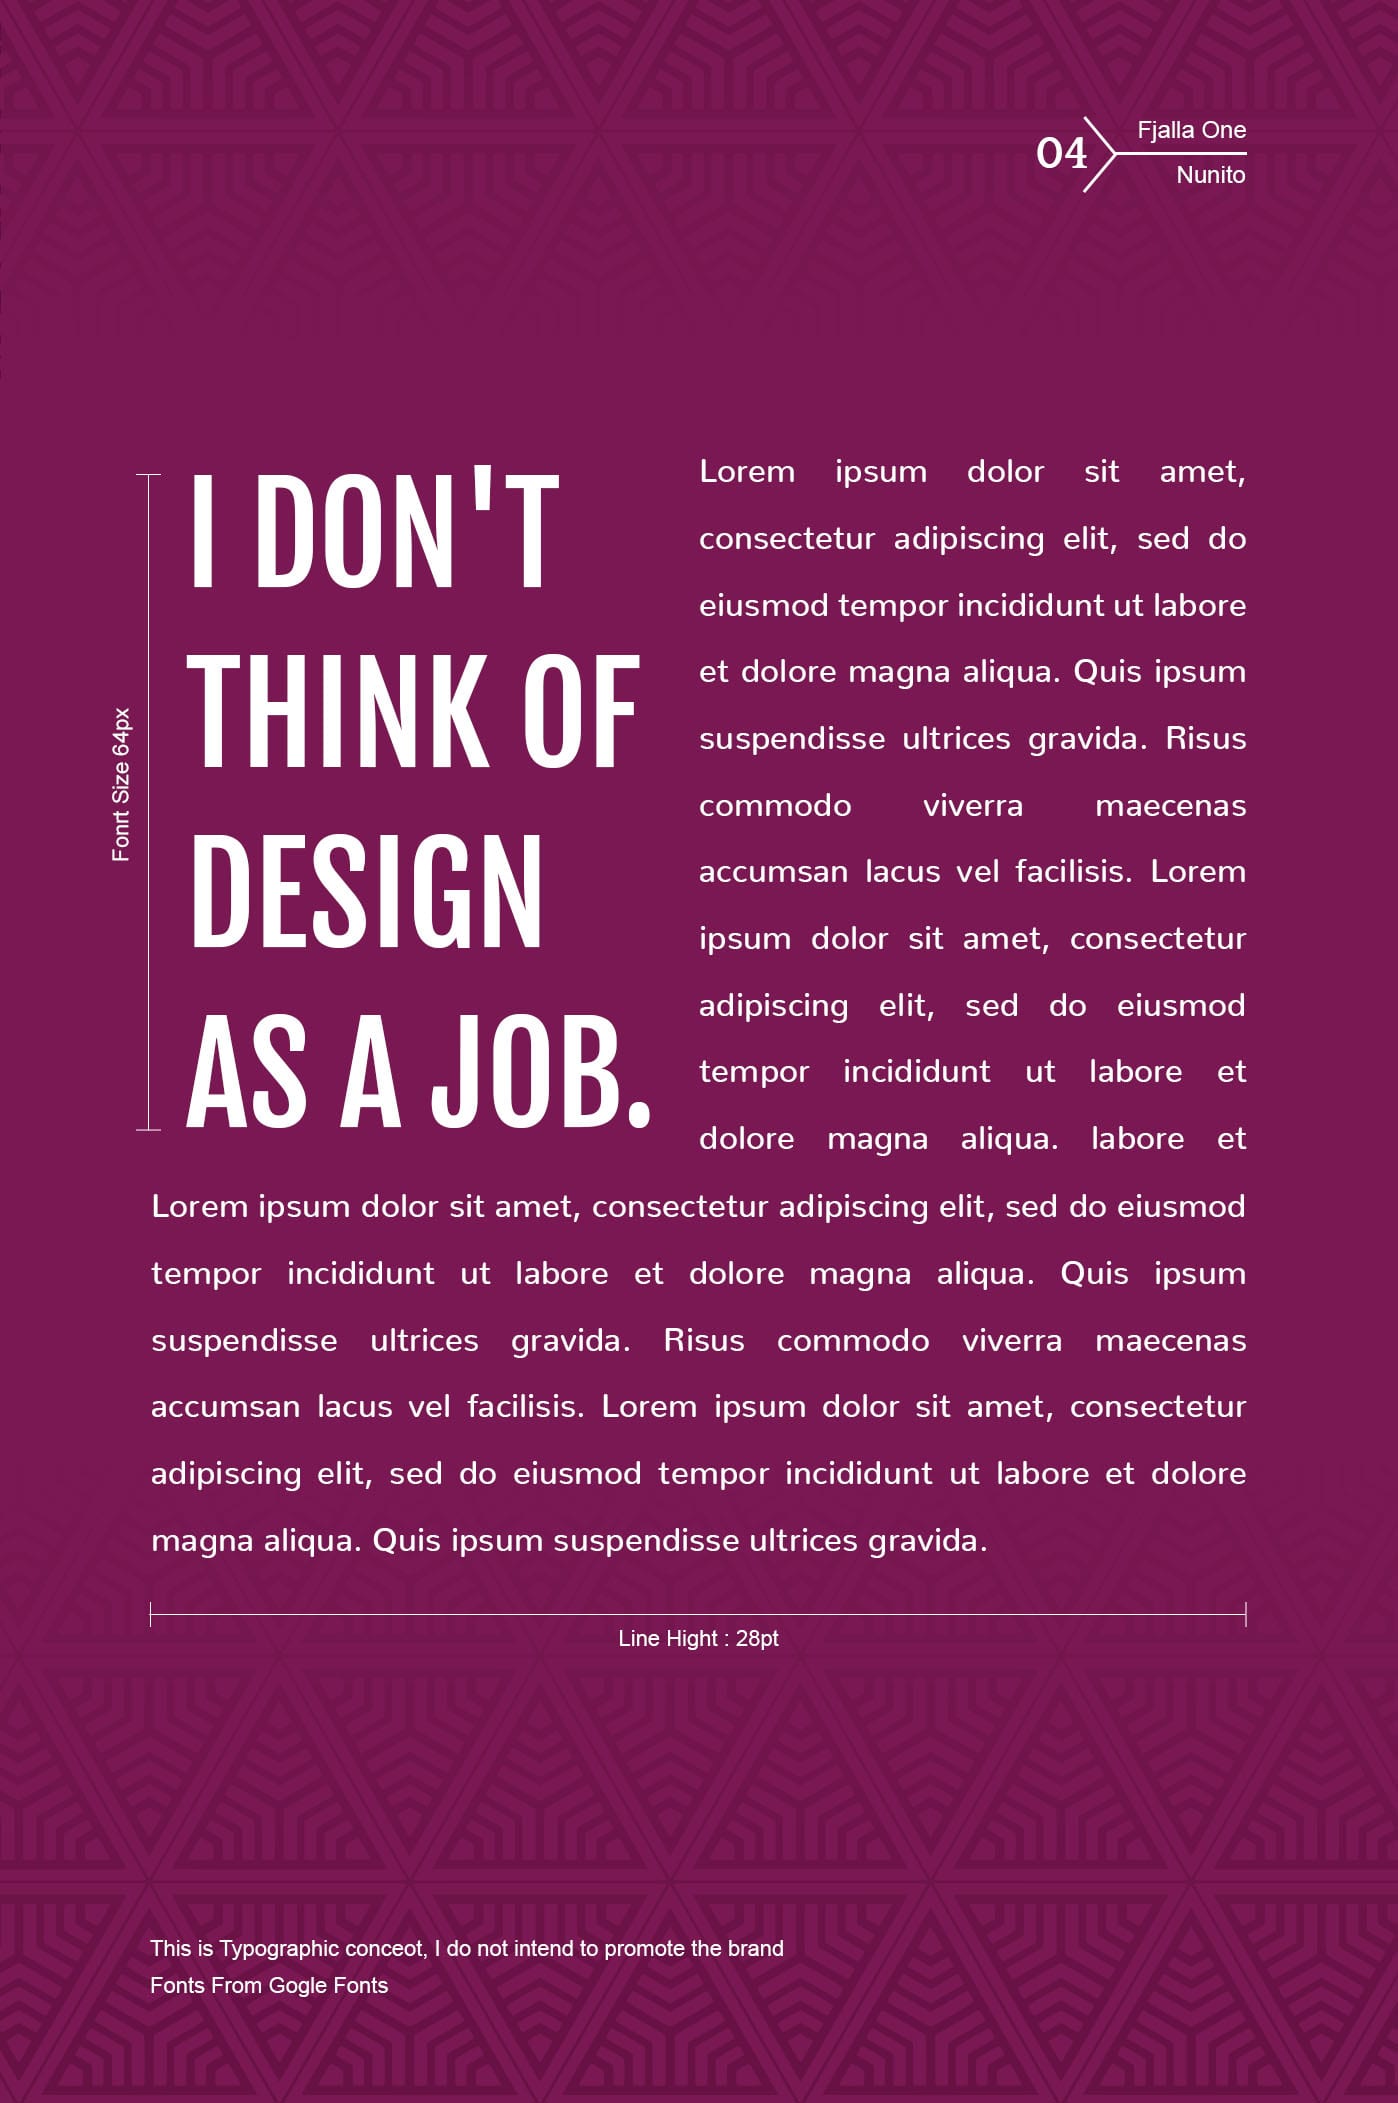 04
Fjalla One
Nunito
Fonrt Size 64px
I DON'T
THINK OF
DESIGN
AS A JOB.
Lorem ipsum dolor sit amet,
consectetur adipiscing elit, sed do
eiusmod tempor incididunt ut labore
et dolore magna aliqua. Quis ipsum
suspendisse ultrices gravida. Risus
commodo viverra maecenas
accumsan lacus vel facilisis. Lorem
ipsum dolor sit amet, consectetur
adipiscing elit, sed do eiusmod
tempor incididunt ut labore et
dolore magna aliqua. labore et
Lorem ipsum dolor sit amet, consectetur adipiscing elit, sed do eiusmod
tempor incididunt ut labore et dolore magna aliqua. Quis ipsum
suspendisse ultrices gravida. Risus commodo viverra maecenas
accumsan lacus vel facilisis. Lorem ipsum dolor sit amet, consectetur
adipiscing elit, sed do eiusmod tempor incididunt ut labore et dolore
magna aliqua. Quis ipsum suspendisse ultrices gravida.
Line Hight : 28pt
This is Typographic conceot, I do not intend to promote the brand
Fonts From Gogle Fonts